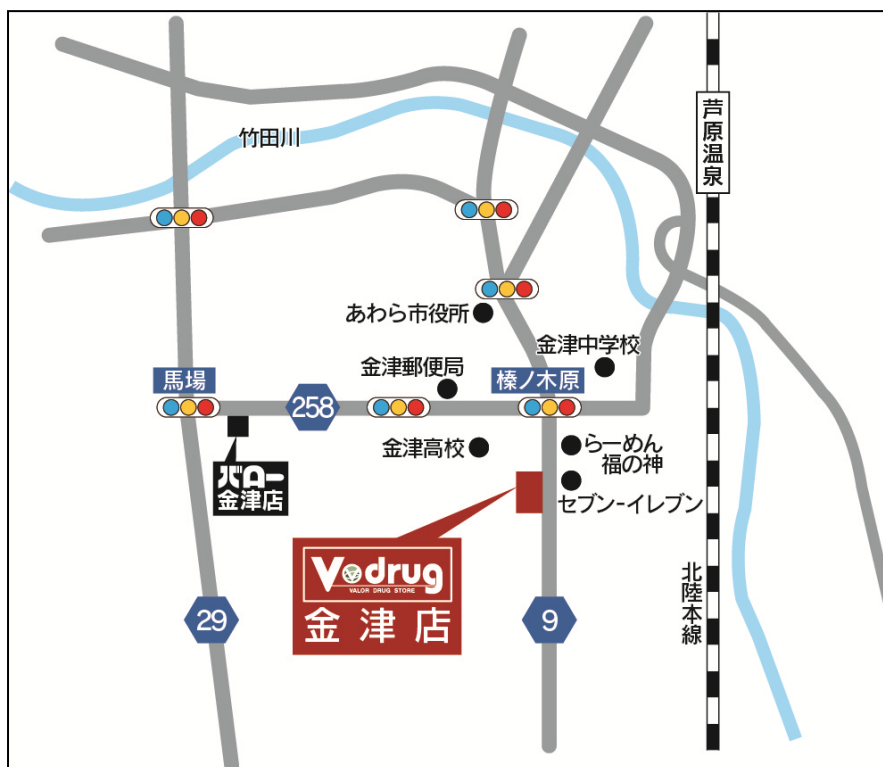 芦原温泉
竹田川
あわら市役所
金津中学校
金津郵便局
馬場
榛ノ木原
258
金津高校
らーめん
福の神
バロー
金津店
セブン-イレブン
V drug
VALOR DRUG STORE
金津店
北陸本線
29
9